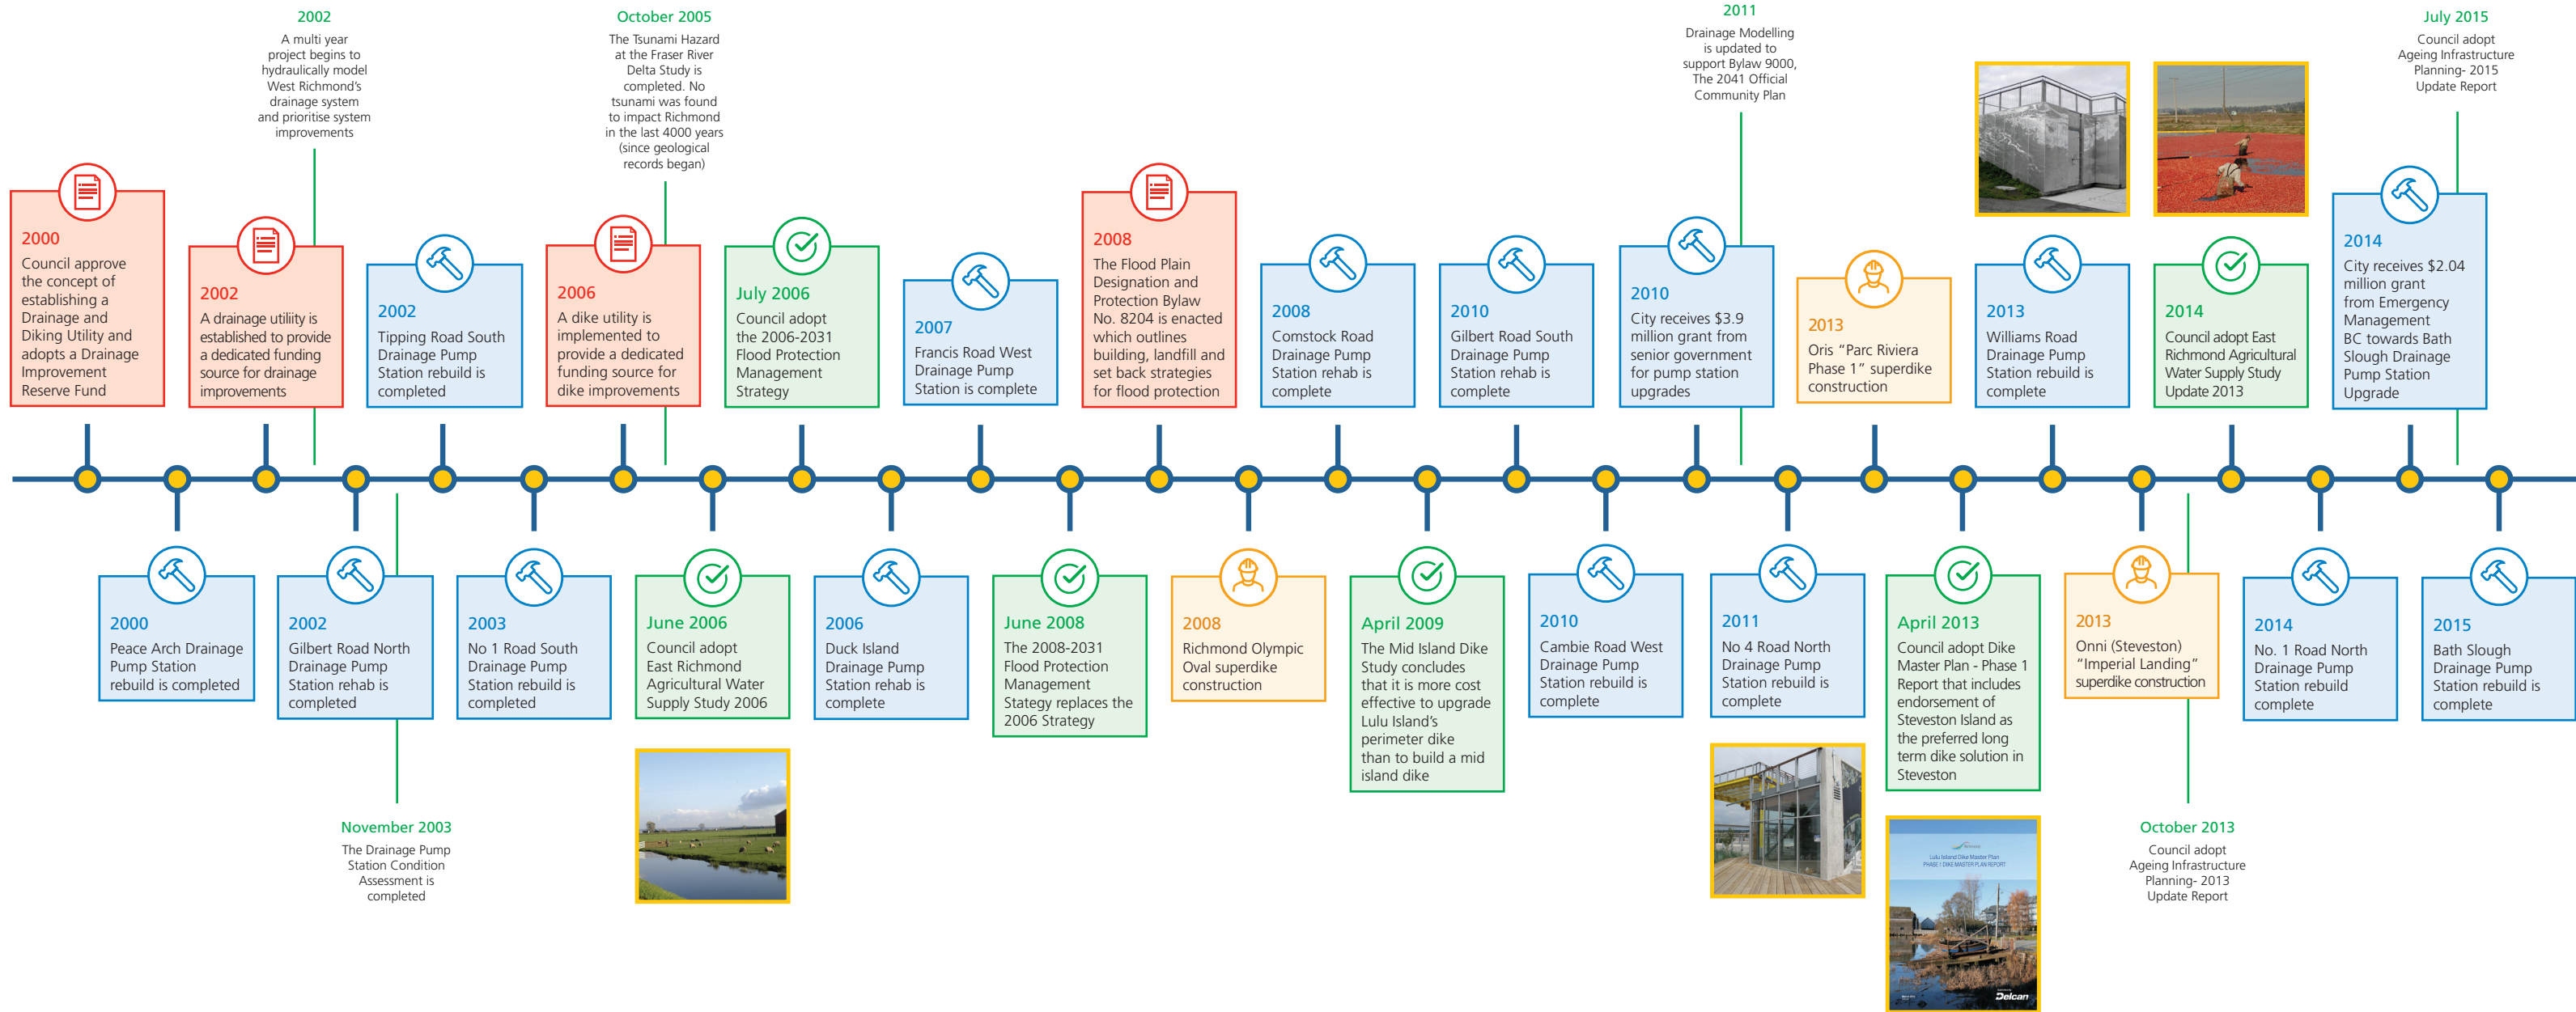 2002
A multi year
project begins to
hydraulically model
West Richmond's
drainage system
and prioritise system
improvements
October 2005
The Tsunami Hazard
at the Fraser River
Delta Study is
completed. No
tsunami was found
to impact Richmond
in the last 4000 years
(since geological
records began)
2011
Drainage Modelling
is updated to
support Bylaw 9000,
The 2041 Official
Community Plan
July 2015
Council adopt
Ageing Infrastructure
Planning- 2015
Update Report
2000
Council approve
the concept of
establishing a
Drainage and
Diking Utility and
adopts a Drainage
Improvement
Reserve Fund
2002
A drainage utiliity is
established to provide
a dedicated funding
source for drainage
improvements
2002
Tipping Road South
Drainage Pump
Station rebuild is
completed
2006
A dike utility is
implemented to
provide a dedicated
funding source for
dike improvements
July 2006
Council adopt
the 2006-2031
Flood Protection
Management
Strategy
2007
Francis Road West
Drainage Pump
Station is complete
2008
The Flood Plain
Designation and
Protection Bylaw
No. 8204 is enacted
which outlines
building, landfill and
set back strategies
for flood protection
2008
Comstock Road
Drainage Pump
Station rehab is
complete
2010
Gilbert Road South
Drainage Pump
Station rehab is
complete
2010
City receives $3.9
million grant from
senior government
for pump station
upgrades
2013
Oris "Parc Riviera
Phase 1" superdike
construction
2013
Williams Road
Drainage Pump
Station rebuild is
complete
2014
Council adopt East
Richmond Agricultural
Water Supply Study
Update 2013
2014
City receives $2.04
million grant
from Emergency
Management
BC towards Bath
Slough Drainage
Pump Station
Upgrade
2000
Peace Arch Drainage
Pump Station
rebuild is completed
2002
Gilbert Road North
Drainage Pump
Station rehab is
completed
2003
No 1 Road South
Drainage Pump
Station rebuild is
completed
June 2006
Council adopt
East Richmond
Agricultural Water
Supply Study 2006
2006
Duck Island
Drainage Pump
Station rehab is
complete
June 2008
The 2008-2031
Flood Protection
Management
Stategy replaces the
2006 Strategy
2008
Richmond Olympic
Oval superdike
construction
April 2009
The Mid Island Dike
Study concludes
that it is more cost
effective to upgrade
Lulu Island's
perimeter dike
than to build a mid
island dike
2010
Cambie Road West
Drainage Pump
Station rebuild is
complete
2011
No 4 Road North
Drainage Pump
Station rebuild is
complete
April 2013
Council adopt Dike
Master Plan - Phase 1
Report that includes
endorsement of
Steveston Island as
the preferred long
term dike solution in
Steveston
2013
Onni (Steveston)
"Imperial Landing"
superdike construction
2014
No. 1 Road North
Drainage Pump
Station rebuild
complete
2015
Bath Slough
Drainage Pump
Station rebuild is
complete
November 2003
The Drainage Pump
Station Condition
Assessment is
completed
Lulu Island Dike Master Plan
PHASE 1 DIKE MASTER PLAN REPORT
Delcan
October 2013
Council adopt
Ageing Infrastructure
Planning- 2013
Update Report